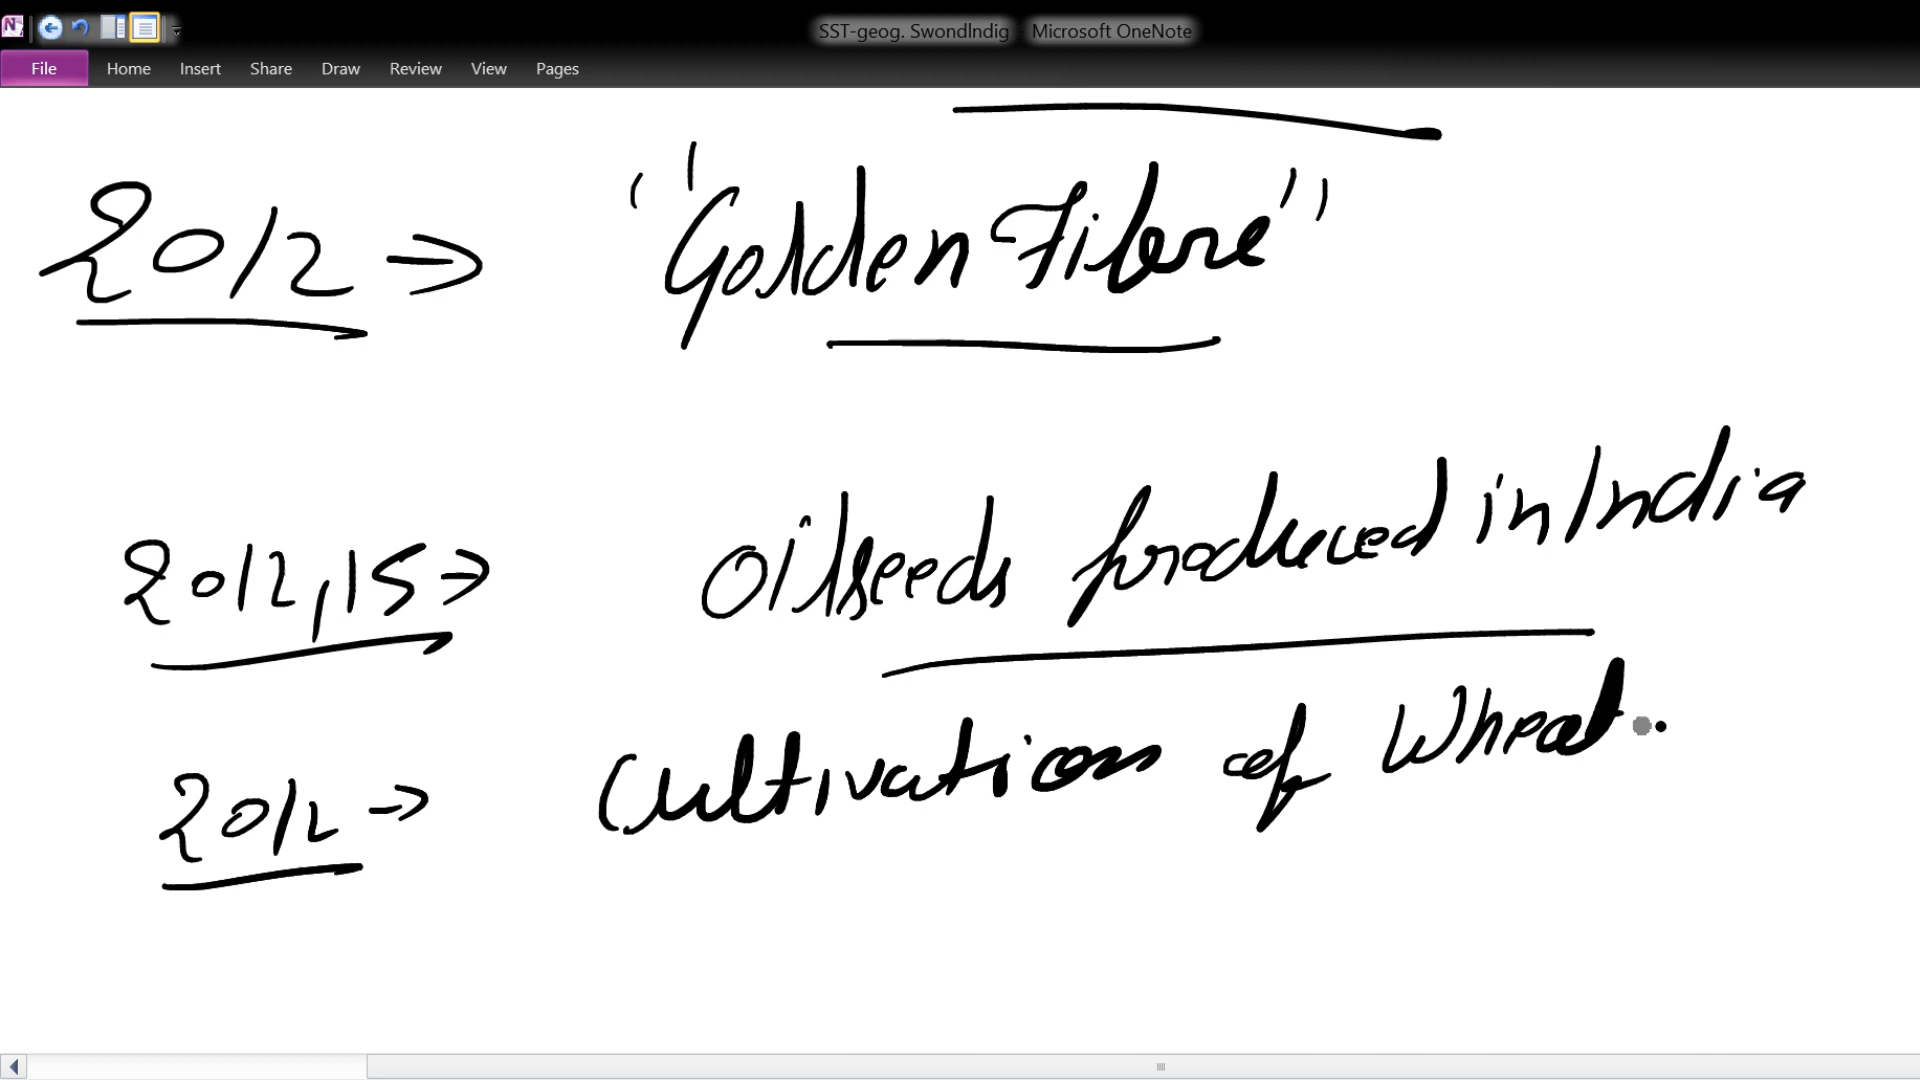 SST-geog. SwondIndig - Microsoft OneNote
File Home Insert Share Draw Review View Pages
2012 ⇒ "Golden Fibre"
2012,15 ⇒ Oilseeds produced in India
2012 → Cultivation of Wheat.